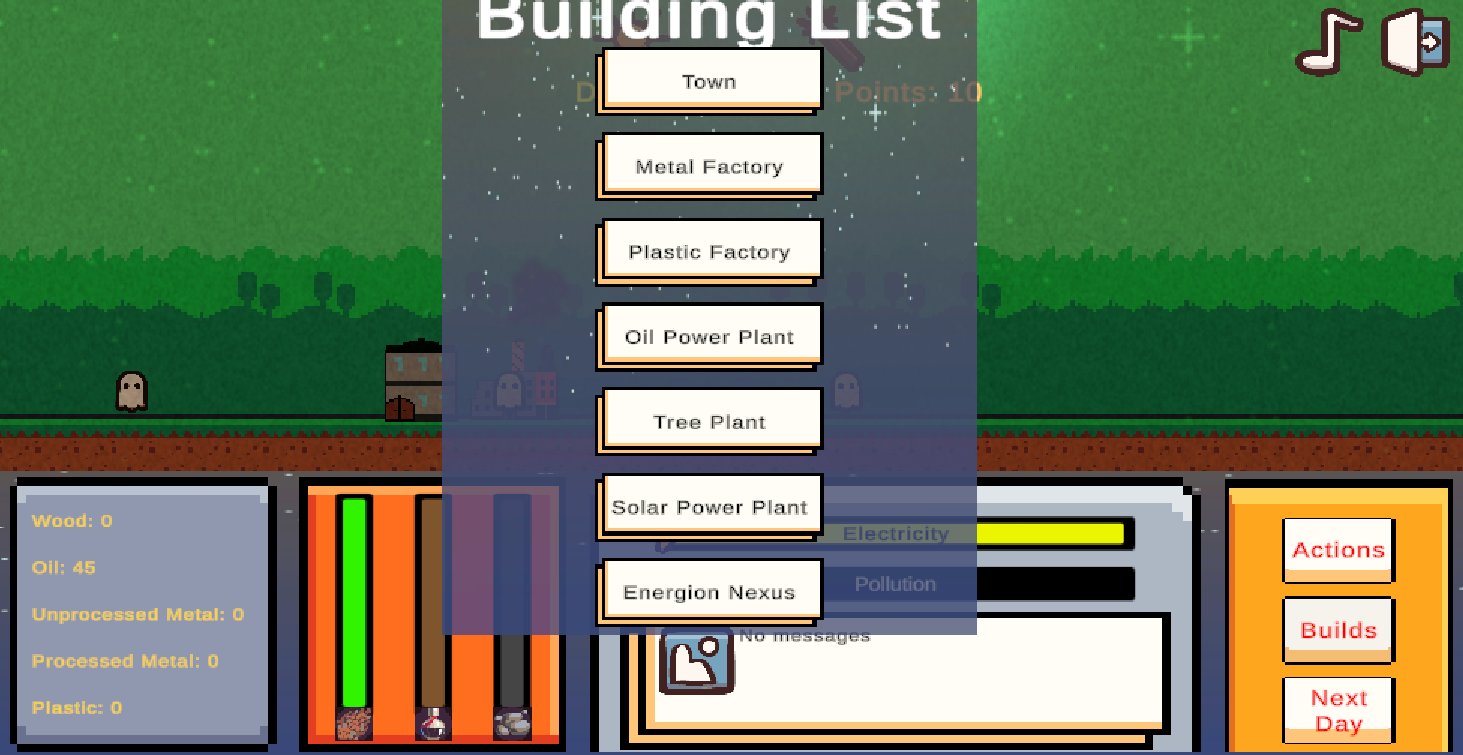 Building List
Town
Points: 10
Metal Factory
Plastic Factory
Oil Power Plant
Tree Plant
Solar Power Plant
Energion Nexus
Wood: 0
Oil: 45
Unprocessed Metal: 0
Processed Metal: 0
Plastic: 0
Electricity
Pollution
No messages
Actions
Builds
Next
Day